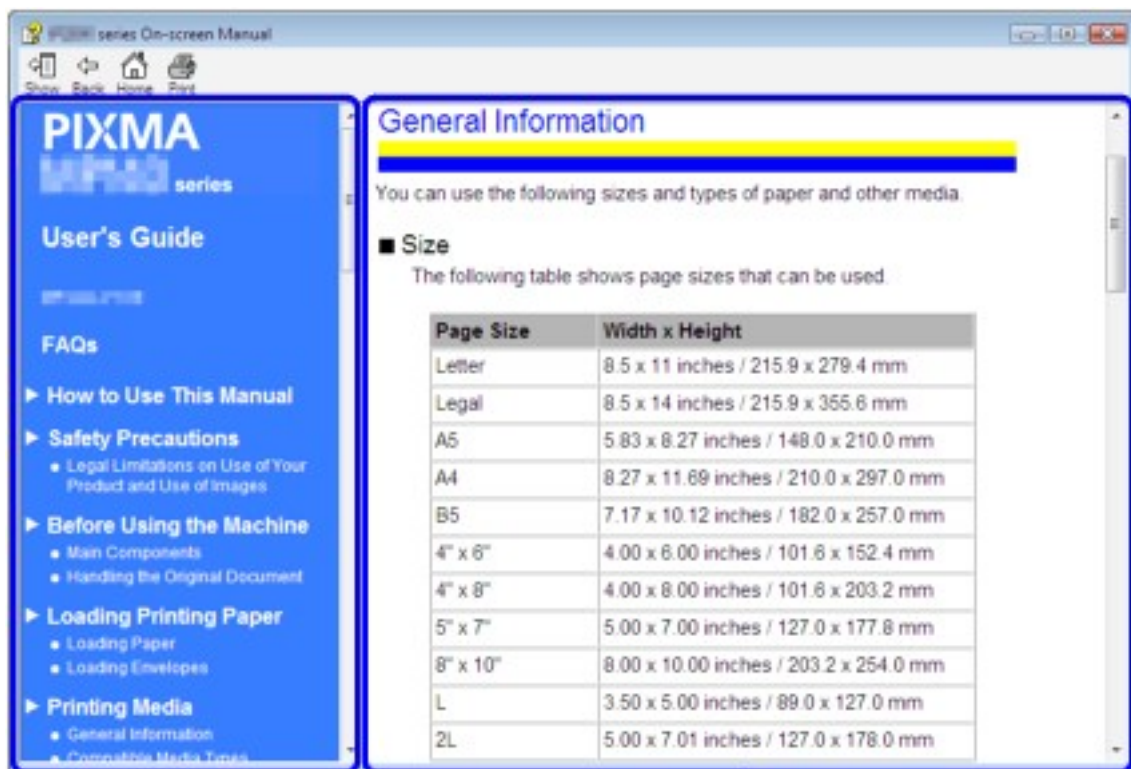 series On-screen Manual
Show Back Home Print
PIXMA
series
User's Guide
FAQs
How to Use This Manual
Safety Precautions
Legal Limitations on Use of Your
Product and Use of Images
Before Using the Machine
Main Components
Handling the Original Document
Loading Printing Paper
Loading Paper
Loading Envelopes
Printing Media
General Information
Compatible Media Types
General Information
You can use the following sizes and types of paper and other media.
■ Size
The following table shows page sizes that can be used.
Page Size Width x Height
Letter 8.5 x 11 inches / 215.9 x 279.4 mm
Legal 8.5 x 14 inches / 215.9 x 355.6 mm
A5 5.83 x 8.27 inches / 148.0 x 210.0 mm
A4 8.27 x 11.69 inches / 210.0 x 297.0 mm
B5 7.17 x 10.12 inches / 182.0 x 257.0 mm
4" x 6" 4.00 x 6.00 inches / 101.6 x 152.4 mm
4" x 8" 4.00 x 8.00 inches / 101.6 x 203.2 mm
5" x 7" 5.00 x 7.00 inches / 127.0 x 177.8 mm
8" x 10" 8.00 x 10.00 inches / 203.2 x 254.0 mm
L 3.50 x 5.00 inches / 89.0 x 127.0 mm
2L 5.00 x 7.01 inches / 127.0 x 178.0 mm